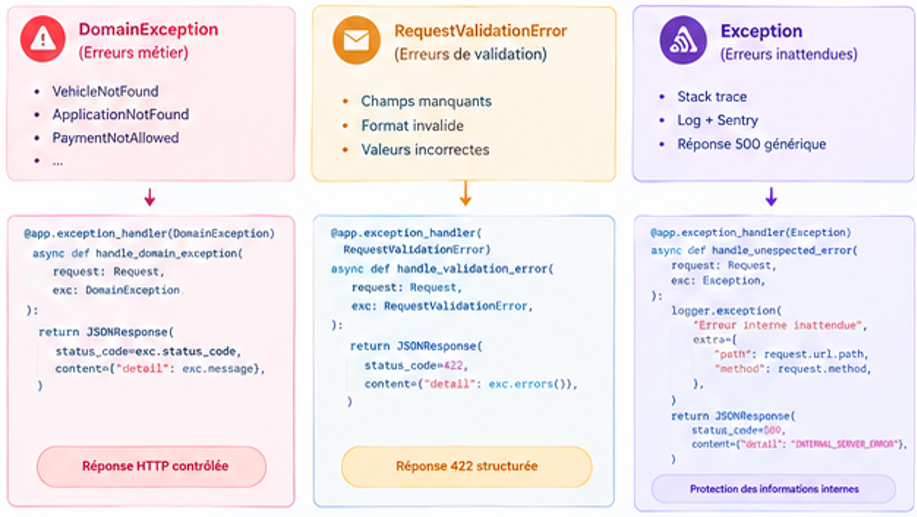 DomainException
(Erreurs métier)
• VehicleNotFound
• ApplicationNotFound
• PaymentNotAllowed
• ...
@app.exception_handler(DomainException)
async def handle_domain_exception(
request: Request,
exc: DomainException,
):
return JSONResponse(
status_code=exc.status_code,
content={"detail": exc.message},
)
Réponse HTTP contrôlée
RequestValidationError
(Erreurs de validation)
• Champs manquants
• Format invalide
• Valeurs incorrectes
@app.exception_handler(
RequestValidationError)
async def handle_validation_error(
request: Request,
exc: RequestValidationError,
):
return JSONResponse(
status_code=422,
content={"detail": exc.errors()},
)
Réponse 422 structurée
Exception
(Erreurs inattendues)
• Stack trace
• Log + Sentry
• Réponse 500 générique
@app.exception_handler(Exception)
async def handle_unespected_error(
request: Request,
exc: Exception,
):
logger.exception(
"Erreur interne inattendue",
extra={
"path": request.url.path,
"method": request.method,
},
)
return JSONResponse(
status_code=500,
content={"detail":
)
Protection des informations internes